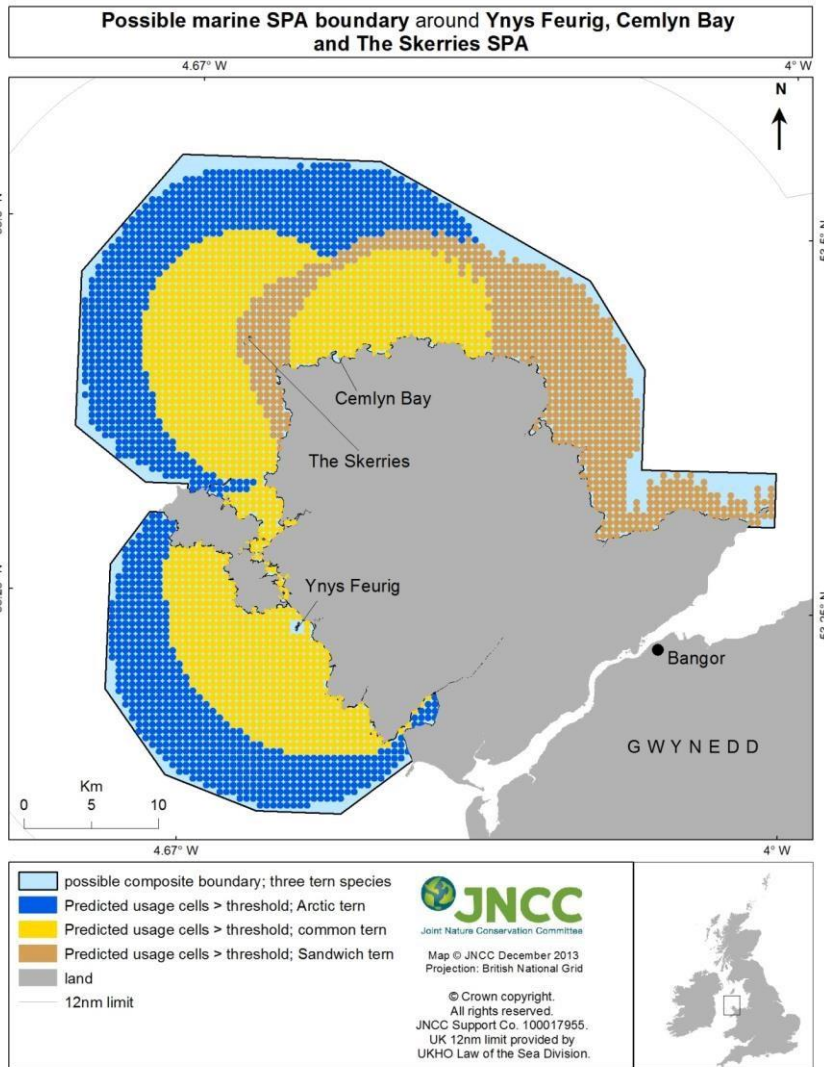 Possible marine SPA boundary around Ynys Feurig, Cemlyn Bay
and The Skerries SPA
4.67° W
4° W
N
53.5° N
Cemlyn Bay
The Skerries
Ynys Feurig
53.25° N
Bangor
GWYNEDD
Km
0 5 10
4.67° W
4° W
possible composite boundary; three tern species
Predicted usage cells > threshold; Arctic tern
Predicted usage cells > threshold; common tern
Predicted usage cells > threshold; Sandwich tern
land
12nm limit
JNCC
Joint Nature Conservation Committee
Map © JNCC December 2013
Projection: British National Grid
© Crown copyright.
All rights reserved.
JNCC Support Co. 100017955.
UK 12nm limit provided by
UKHO Law of the Sea Division.